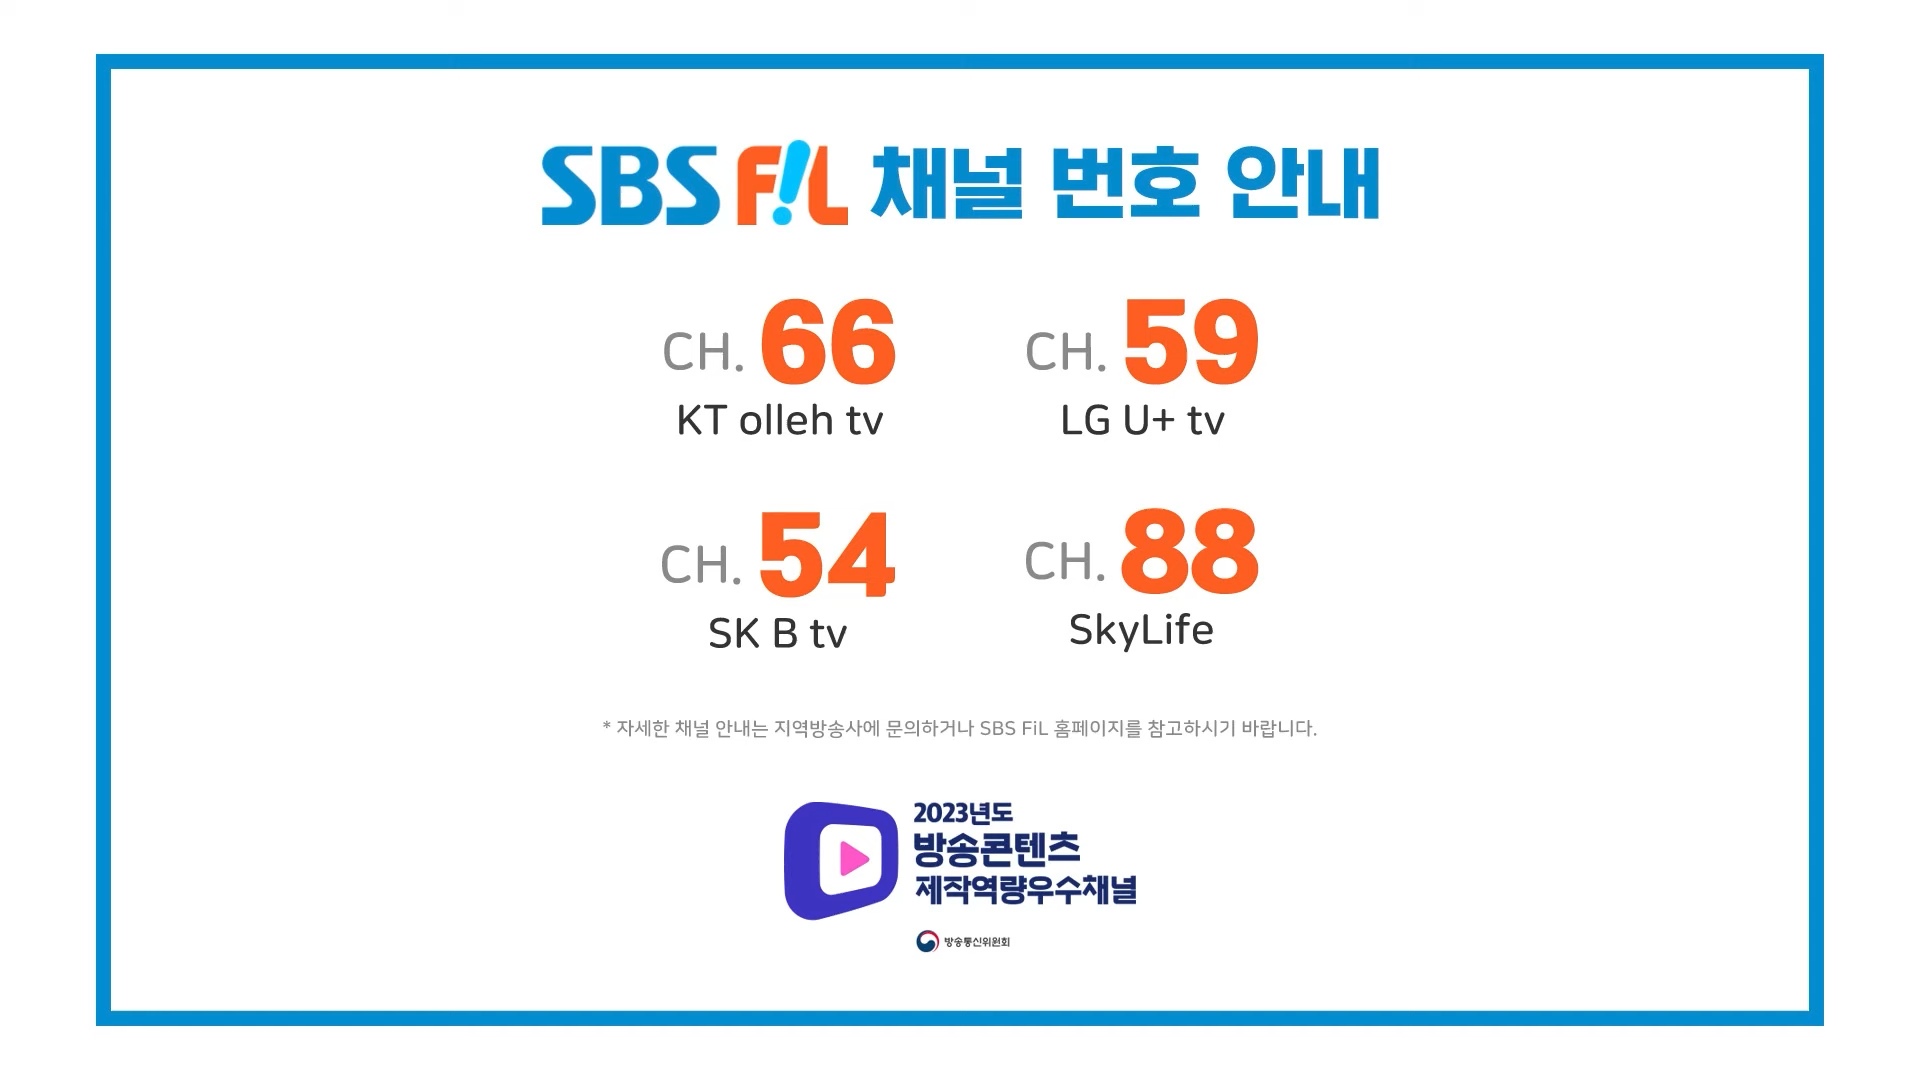 SBS F!L 채널 번호 안내
CH. 66
KT olleh tv
CH. 59
LG U+ tv
CH. 54
SK B tv
CH. 88
SkyLife
* 자세한 채널 안내는 지역방송사에 문의하거나 SBS FiL 홈페이지를 참고하시기 바랍니다.
2023년도
방송콘텐츠
제작역량우수채널
방송통신위원회